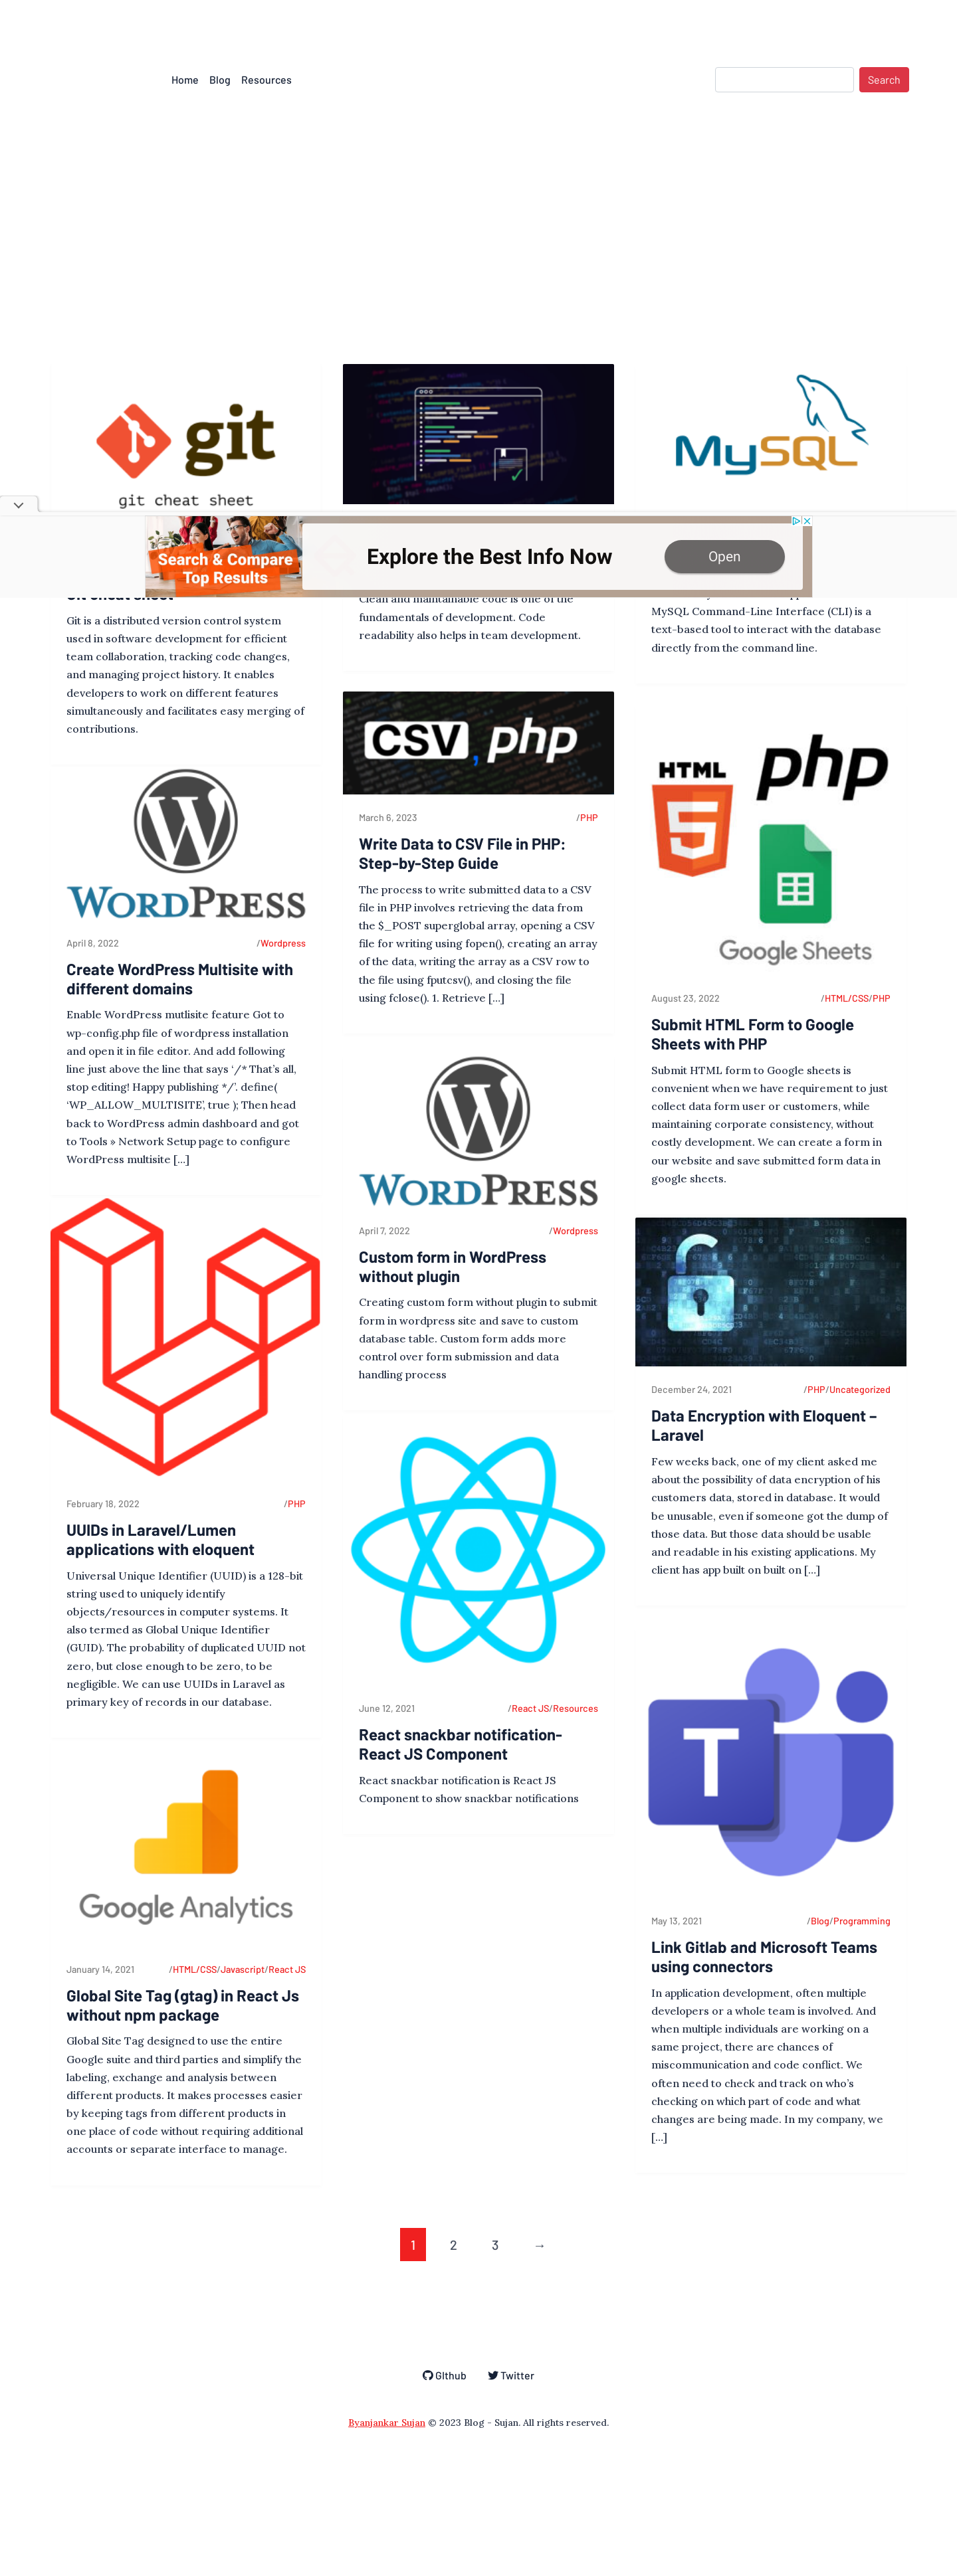 Home Blog Resources
Search
git
git cheat sheet
Git is a distributed version control system
used in software development for efficient
team collaboration, tracking code changes,
and managing project history. It enables
developers to work on different features
simultaneously and facilitates easy merging of
contributions.
WORDPRESS
April 8, 2022 /Wordpress
Create WordPress Multisite with
different domains
Enable WordPress mutlisite feature Got to
wp-config.php file of wordpress installation
and open it in file editor. And add following
line just above the line that says ‘/* That’s all,
stop editing! Happy publishing */’. define(
‘WP_ALLOW_MULTISITE’, true ); Then head
back to WordPress admin dashboard and got
to Tools » Network Setup page to configure
WordPress multisite […]
February 18, 2022 /PHP
UUIDs in Laravel/Lumen
applications with eloquent
Universal Unique Identifier (UUID) is a 128-bit
string used to uniquely identify
objects/resources in computer systems. It
also termed as Global Unique Identifier
(GUID). The probability of duplicated UUID not
zero, but close enough to be zero, to be
negligible. We can use UUIDs in Laravel as
primary key of records in our database.
Google Analytics
January 14, 2021 /HTML/CSS/Javascript/React JS
Global Site Tag (gtag) in React Js
without npm package
Global Site Tag designed to use the entire
Google suite and third parties and simplify the
labeling, exchange and analysis between
different products. It makes processes easier
by keeping tags from different products in
one place of code without requiring additional
accounts or separate interface to manage.
Clean and maintainable code is one of the
fundamentals of development. Code
readability also helps in team development.
CSV, php
March 6, 2023 /PHP
Write Data to CSV File in PHP:
Step-by-Step Guide
The process to write submitted data to a CSV
file in PHP involves retrieving the data from
the $_POST superglobal array, opening a CSV
file for writing using fopen(), creating an array
of the data, writing the array as a CSV row to
the file using fputcsv(), and closing the file
using fclose(). 1. Retrieve […]
WORDPRESS
April 7, 2022 /Wordpress
Custom form in WordPress
without plugin
Creating custom form without plugin to submit
form in wordpress site and save to custom
database table. Custom form adds more
control over form submission and data
handling process
June 12, 2021 /React JS/Resources
React snackbar notification-
React JS Component
React snackbar notification is React JS
Component to show snackbar notifications
MySQL
MySQL Command-Line Interface (CLI) is a
text-based tool to interact with the database
directly from the command line.
HTML
5
php
Google Sheets
August 23, 2022 /HTML/CSS/PHP
Submit HTML Form to Google
Sheets with PHP
Submit HTML form to Google sheets is
convenient when we have requirement to just
collect data form user or customers, while
maintaining corporate consistency, without
costly development. We can create a form in
our website and save submitted form data in
google sheets.
December 24, 2021 /PHP/Uncategorized
Data Encryption with Eloquent –
Laravel
Few weeks back, one of my client asked me
about the possibility of data encryption of his
customers data, stored in database. It would
be unusable, even if someone got the dump of
those data. But those data should be usable
and readable in his existing applications. My
client has app built on built on […]
T
May 13, 2021 /Blog/Programming
Link Gitlab and Microsoft Teams
using connectors
In application development, often multiple
developers or a whole team is involved. And
when multiple individuals are working on a
same project, there are chances of
miscommunication and code conflict. We
often need to check and track on who’s
checking on which part of code and what
changes are being made. In my company, we
[…]
Search & Compare
Top Results
Explore the Best Info Now
Open
1 2 3 →
GIthub Twitter
Byanjankar Sujan © 2023 Blog - Sujan. All rights reserved.